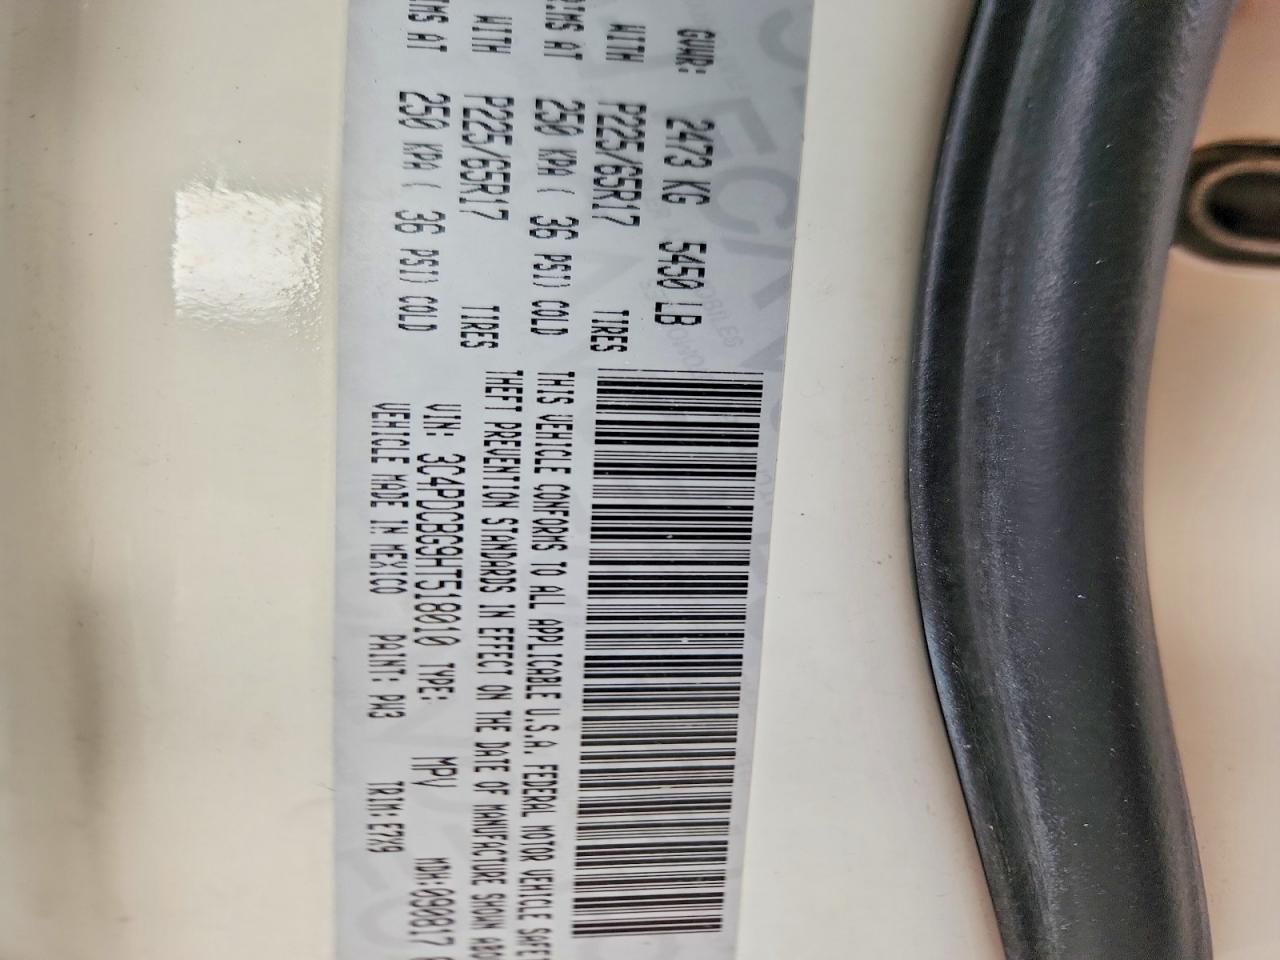 GVWR: 2473 KG 5450 LB
WITH P225/65R17 TIRES
RIMS AT 250 KPA ( 36 PSI) COLD
WITH P225/65R17 TIRES
AT 250 KPA ( 36 PSI) COLD
THIS VEHICLE CONFORMS TO ALL APPLICABLE U.S.A. FEDERAL MOTOR VEHICLE
THEFT PREVENTION STANDARDS IN EFFECT ON THE DATE OF MANUFACTURE SHOWN
VIN: 3C4PDCBG9HT518010 TYPE: MPV MDH:090817
VEHICLE MADE IN MEXICO PAINT: PW3 TRIM: E7X9